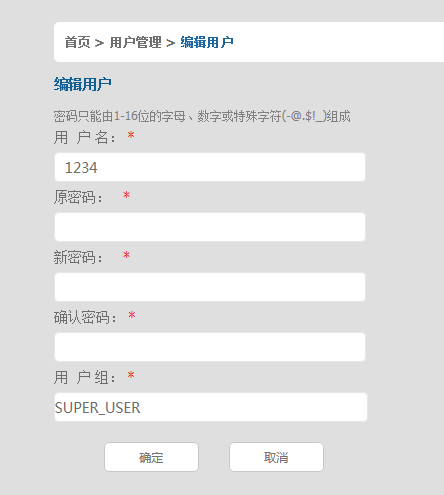 首页 > 用户管理 > 编辑用户
编辑用户
密码只能由1-16位的字母、数字或特殊字符(-@.$!_)组成
用 户 名： *
1234
原密码： *
新密码： *
确认密码： *
用 户 组： *
SUPER_USER
确定 取消